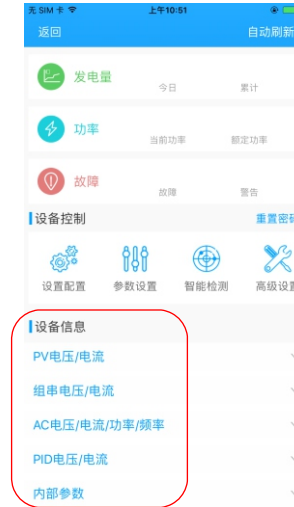 无 SIM 卡 上午10:51
返回 自动刷新
发电量 今日 累计
功率 当前功率 额定功率
故障 故障 警告
设备控制 重置密码
设置配置 参数设置 智能检测 高级设置
设备信息
PV电压/电流
组串电压/电流
AC电压/电流/功率/频率
PID电压/电流
内部参数